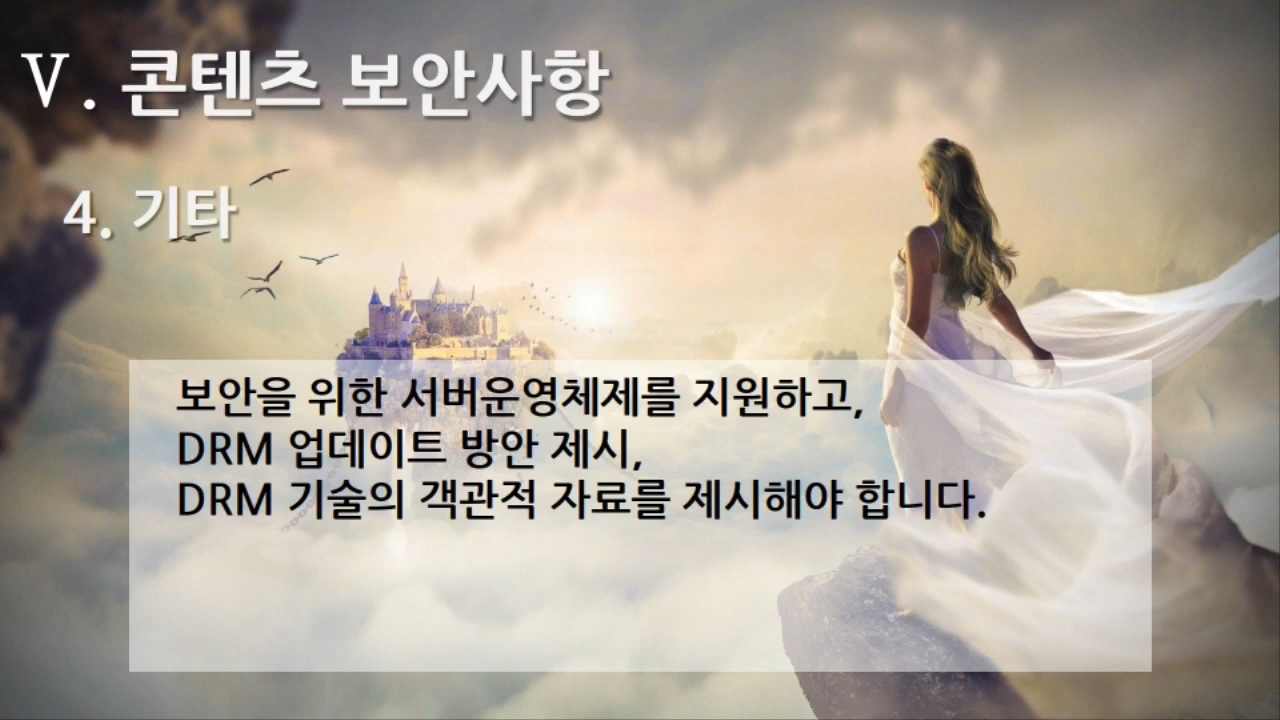 Ⅴ. 콘텐츠 보안사항
4. 기타
보안을 위한 서버운영체제를 지원하고,
DRM 업데이트 방안 제시,
DRM 기술의 객관적 자료를 제시해야 합니다.